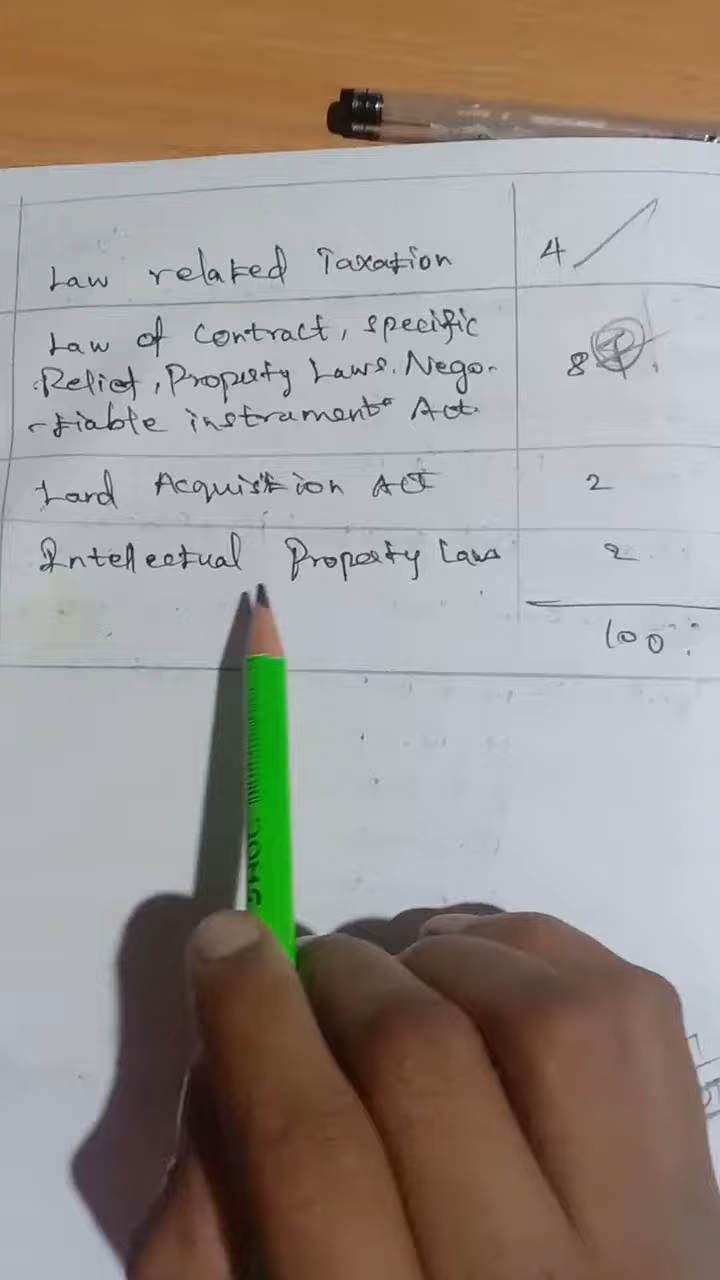 Law related Taxation 4
Law of Contract, specific
Relief, Property Laws. Nego- 8
-tiable instrument Act.
Land Acquisition Act 2
Intellectual Property Laws 2
100